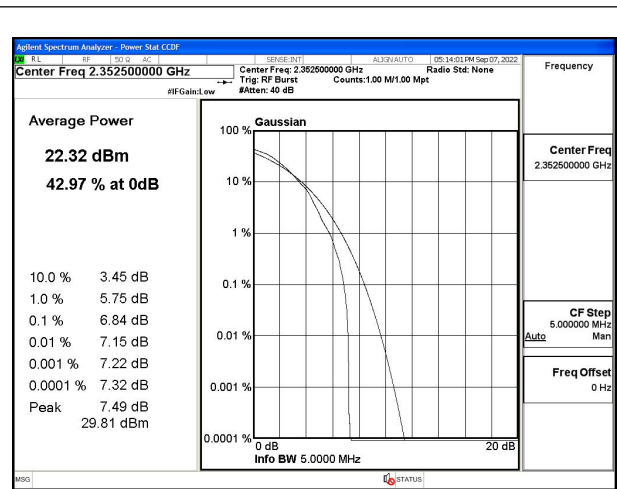 Agilent Spectrum Analyzer - Power Stat CCDF
RL RF 50 Ω AC SENSE:INT ALIGN AUTO 05:14:01 PM Sep 07, 2022
Center Freq 2.352500000 GHz
Center Freq: 2.352500000 GHz Radio Std: None
Trig: RF Burst Counts:1.00 M/1.00 Mpt
#IFGain:Low #Atten: 40 dB
Frequency
Average Power
22.32 dBm
42.97 % at 0dB
10.0 % 3.45 dB
1.0 % 5.75 dB
0.1 % 6.84 dB
0.01 % 7.15 dB
0.001 % 7.22 dB
0.0001 % 7.32 dB
Peak 7.49 dB
29.81 dBm
Gaussian
100 %
10 %
1 %
0.1 %
0.01 %
0.001 %
0.0001 %
0 dB 20 dB
Info BW 5.0000 MHz
Center Freq
2.352500000 GHz
CF Step
5.000000 MHz
Auto Man
Freq Offset
0 Hz
MSG STATUS